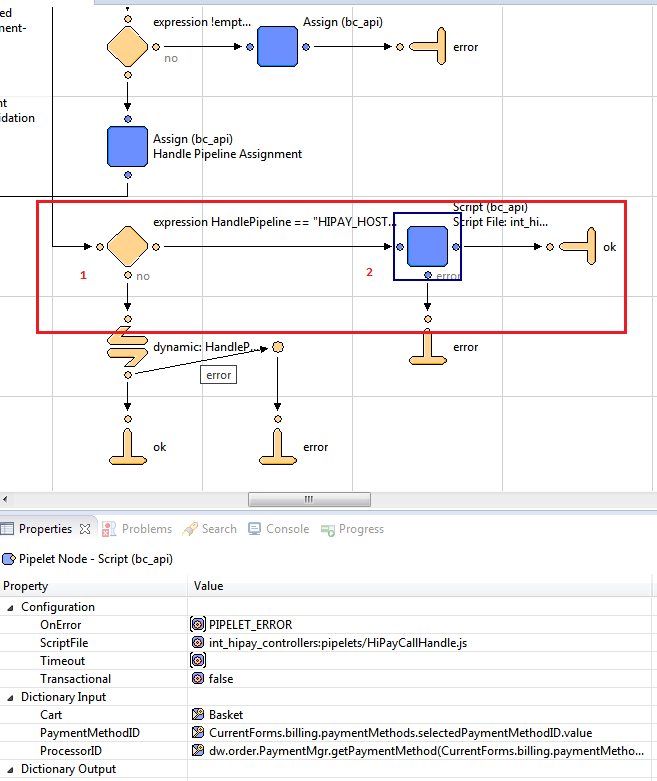 ed
ment-
expression !empt...
Assign (bc_api)
no
error
nt
idation
Assign (bc_api)
Handle Pipeline Assignment
expression HandlePipeline == "HIPAY_HOST...
Script (bc_api)
Script File: int_hi...
ok
1
no
2
error
dynamic: HandleP...
error
error
ok
error
Properties
Problems
Search
Console
Progress
Pipelet Node - Script (bc_api)
Property
Value
Configuration
OnError
PIPELET_ERROR
ScriptFile
int_hipay_controllers:pipelets/HiPayCallHandle.js
Timeout
Transactional
false
Dictionary Input
Cart
Basket
PaymentMethodID
CurrentForms.billing.paymentMethods.selectedPaymentMethodID.value
ProcessorID
dw.order.PaymentMgr.getPaymentMethod(CurrentForms.billing.paymentMetho...
Dictionary Output